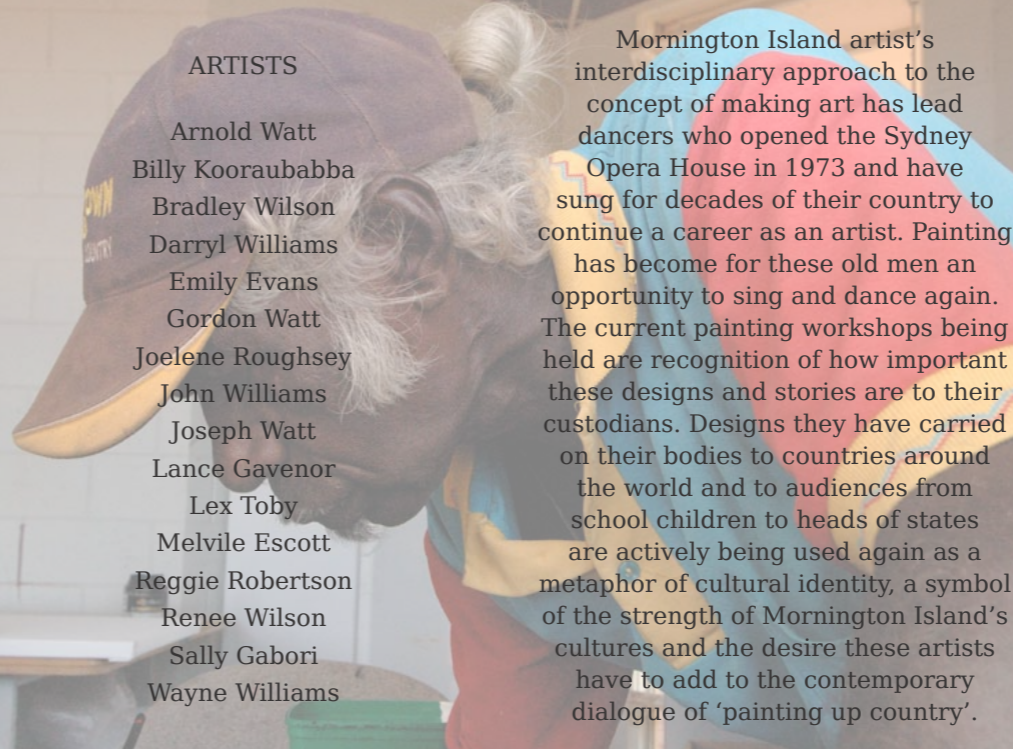 ARTISTS
Arnold Watt
Billy Kooraubabba
Bradley Wilson
Darryl Williams
Emily Evans
Gordon Watt
Joelene Roughsey
John Williams
Joseph Watt
Lance Gavenor
Lex Toby
Melvile Escott
Reggie Robertson
Renee Wilson
Sally Gabori
Wayne Williams
Mornington Island artist’s
interdisciplinary approach to the
concept of making art has lead
dancers who opened the Sydney
Opera House in 1973 and have
sung for decades of their country to
continue a career as an artist. Painting
has become for these old men an
opportunity to sing and dance again.
The current painting workshops being
held are recognition of how important
these designs and stories are to their
custodians. Designs they have carried
on their bodies to countries around
the world and to audiences from
school children to heads of states
are actively being used again as a
metaphor of cultural identity, a symbol
of the strength of Mornington Island’s
cultures and the desire these artists
have to add to the contemporary
dialogue of ‘painting up country’.